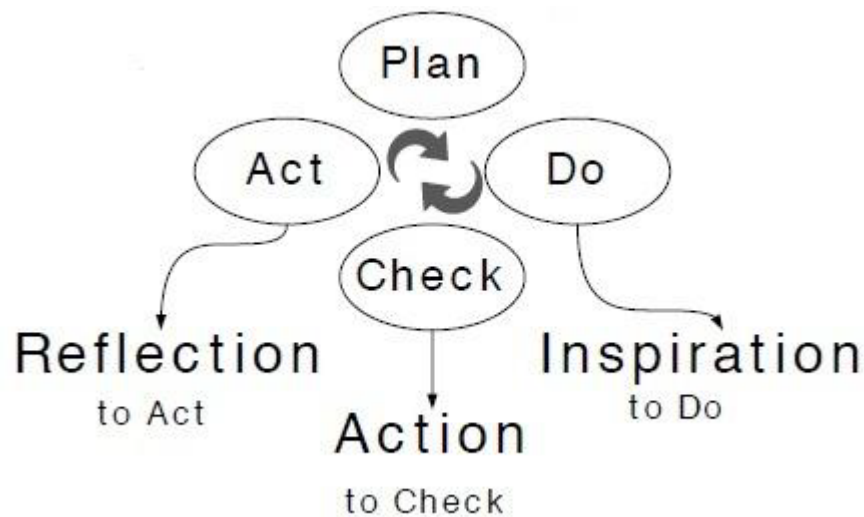 Plan
Act
Do
Check
Reflection
to Act
Inspiration
to Do
Action
to Check